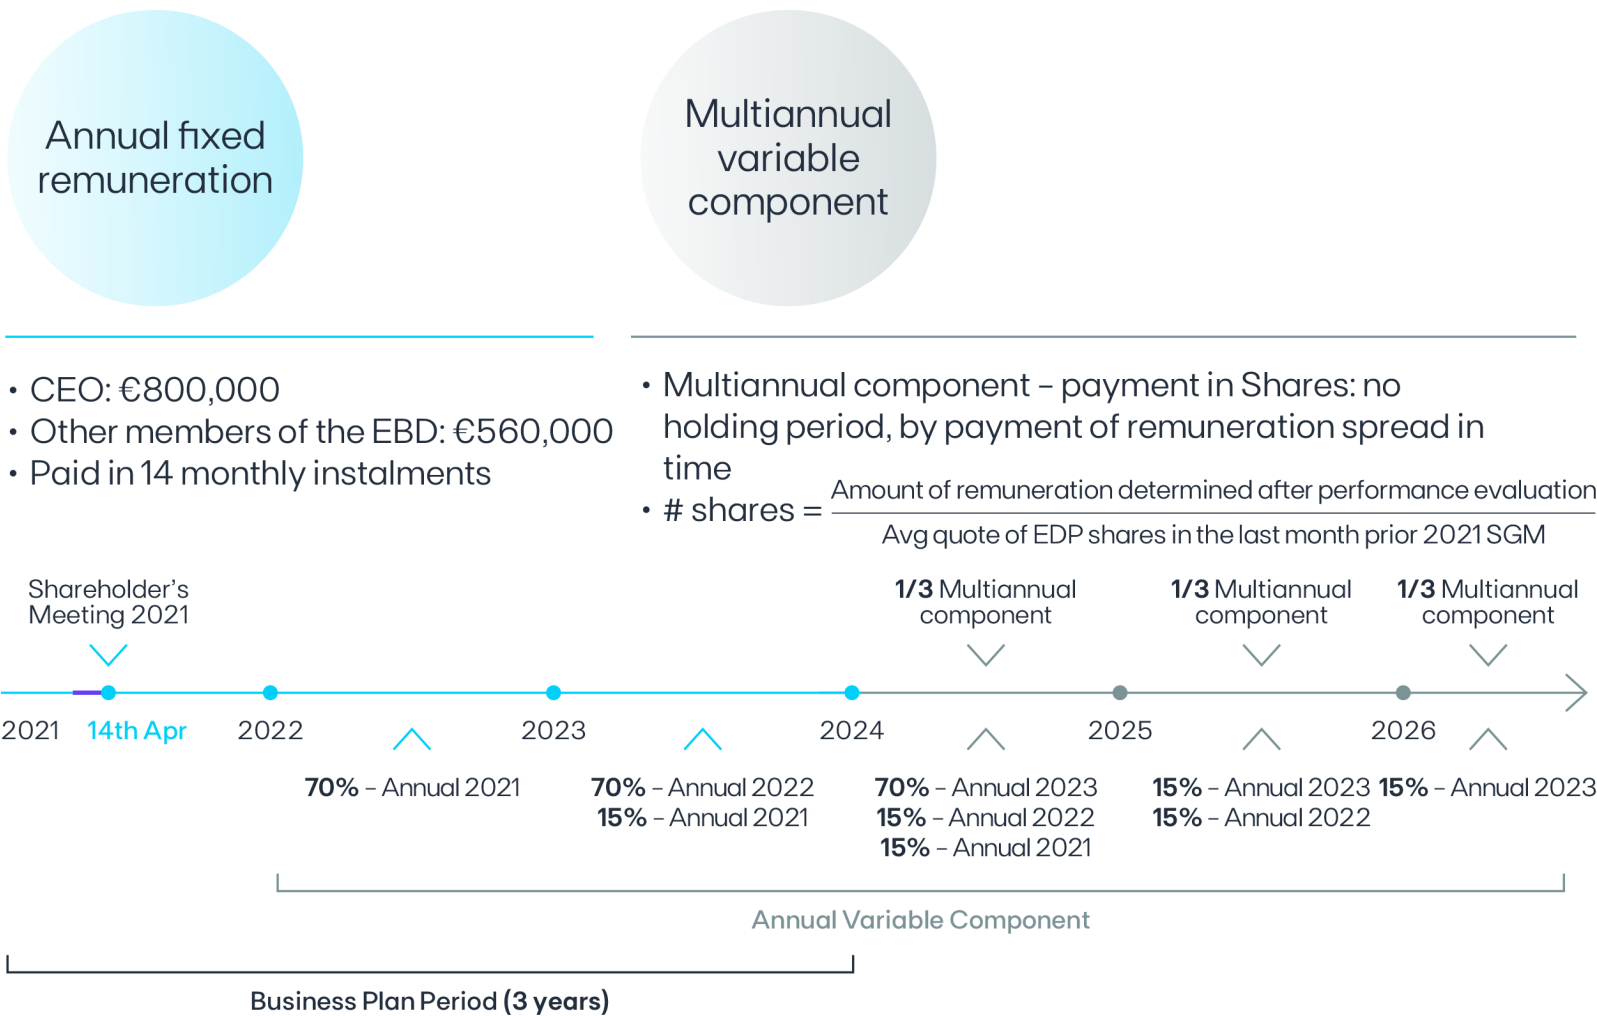 Annual fixed
remuneration
Multiannual
variable
component
• CEO: €800,000
• Other members of the EBD: €560,000
• Paid in 14 monthly instalments
• Multiannual component – payment in Shares: no
holding period, by payment of remuneration spread in
time
• # shares =
Amount of remuneration determined after performance evaluation
Avg quote of EDP shares in the last month prior 2021 SGM
Shareholder’s
Meeting 2021
1/3 Multiannual
component
1/3 Multiannual
component
1/3 Multiannual
component
2021
14th Apr
2022
2023
2024
2025
2026
70% – Annual 2021
70% – Annual 2022
15% – Annual 2021
70% – Annual 2023
15% – Annual 2022
15% – Annual 2021
15% – Annual 2023
15% – Annual 2022
15% – Annual 2023
Annual Variable Component
Business Plan Period (3 years)